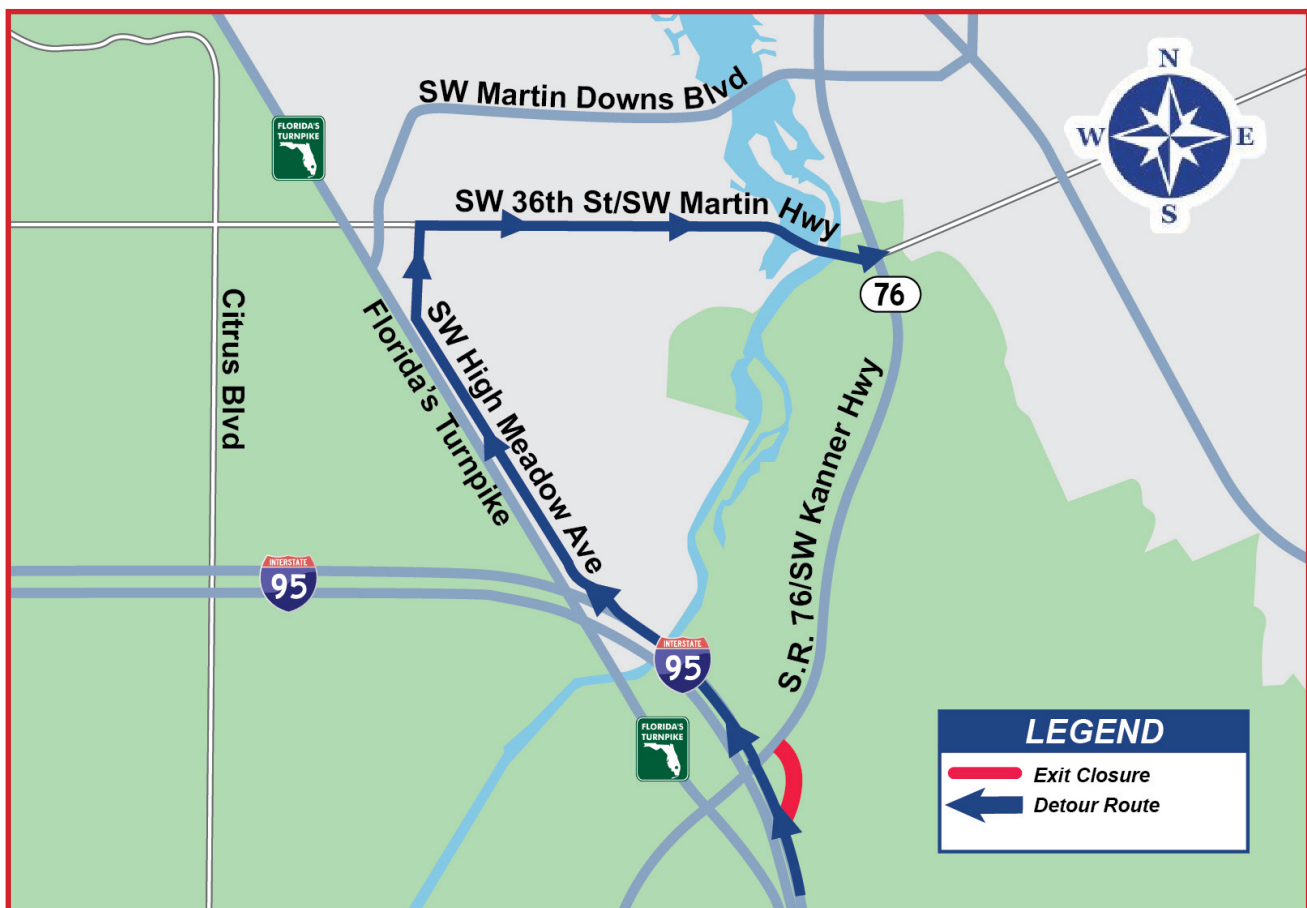 SW Martin Downs Blvd
FLORIDA'S
TURNPIKE
N
W
E
S
SW 36th St/SW Martin Hwy
76
Citrus Blvd
Florida's Turnpike
SW High Meadow Ave
S.R. 76/SW Kanner Hwy
INTERSTATE
95
INTERSTATE
95
FLORIDA'S
TURNPIKE
LEGEND
Exit Closure
Detour Route